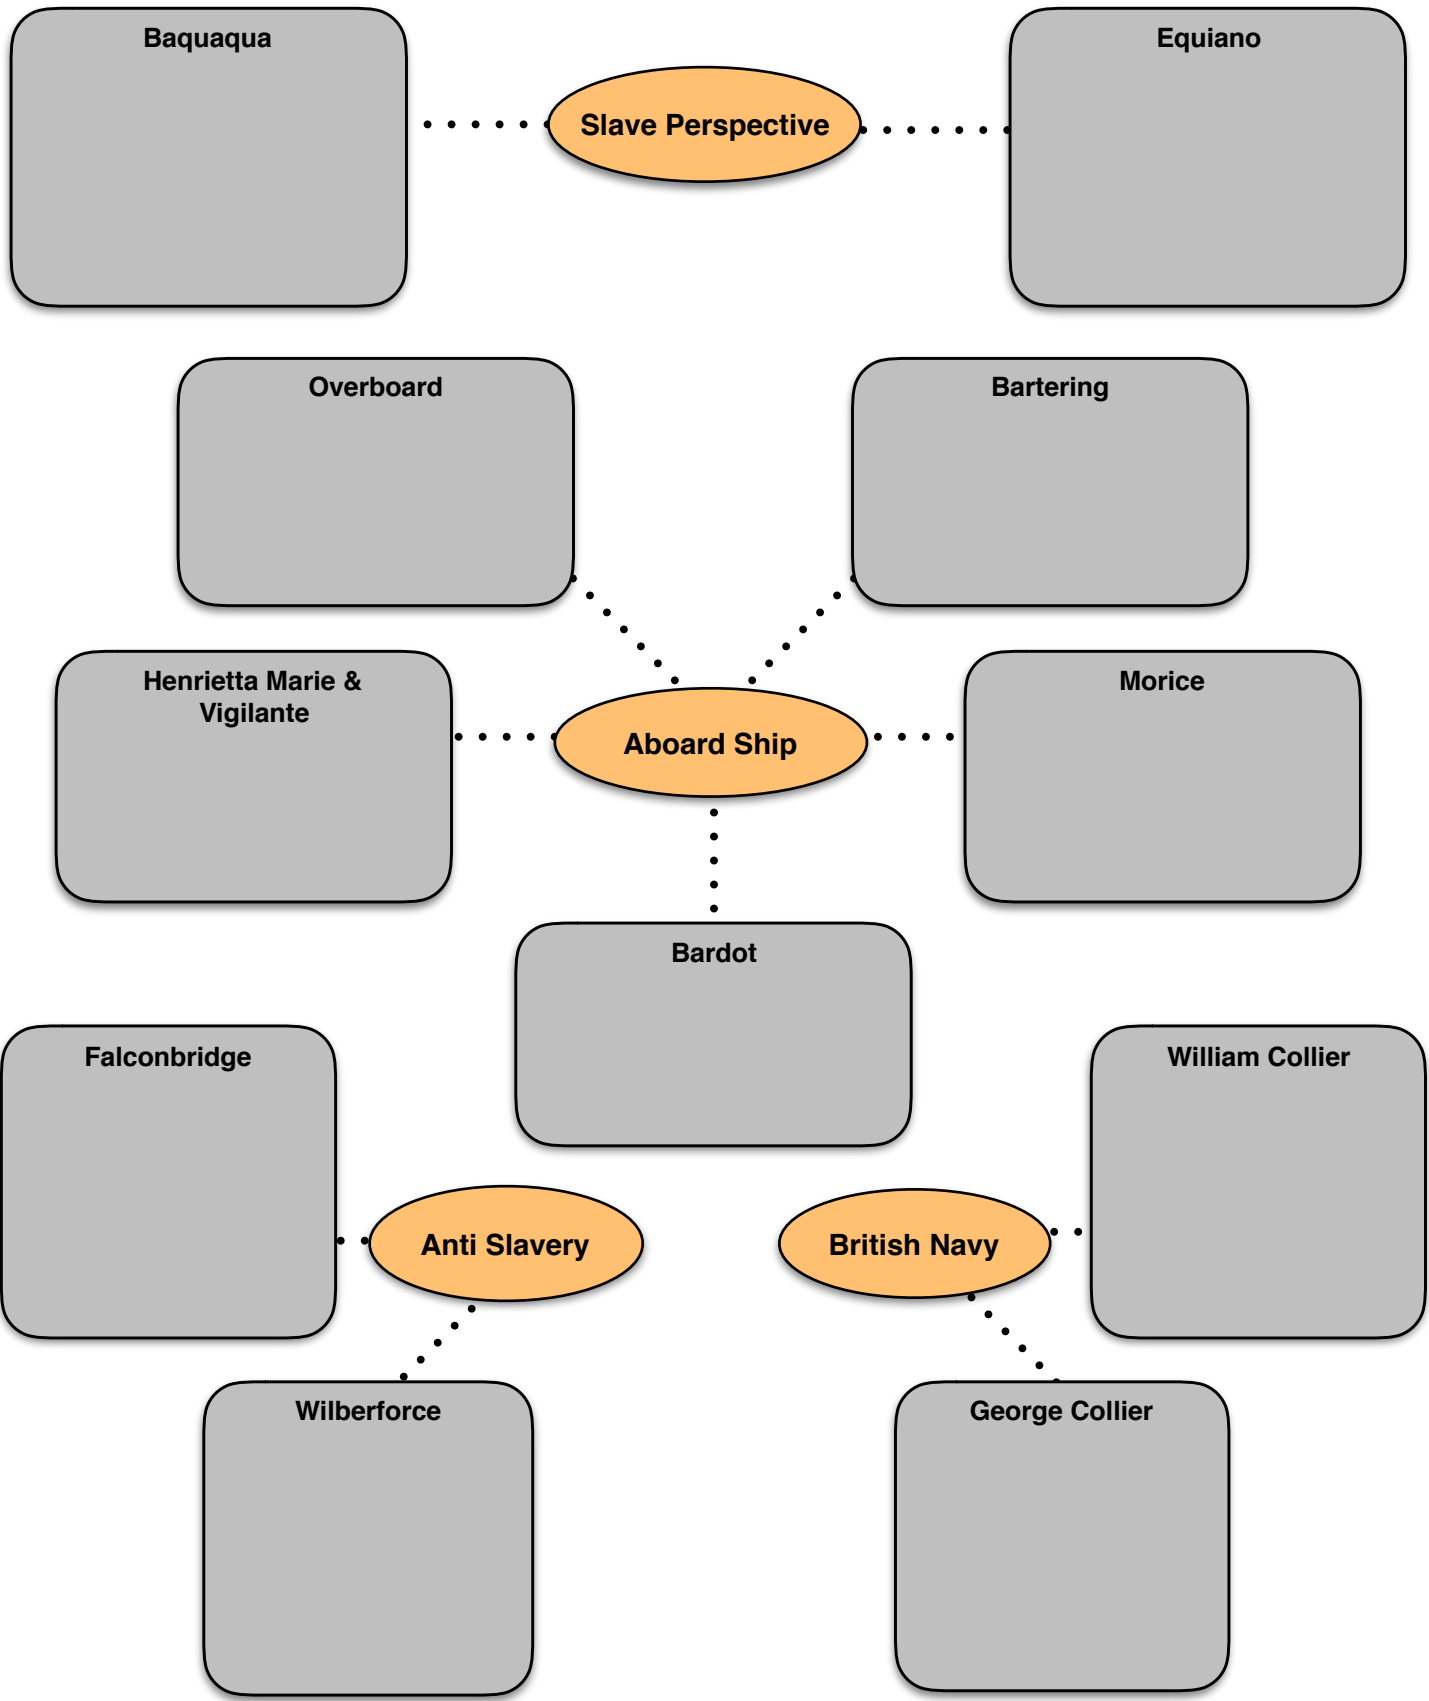 Baquaqua
Equiano
Slave Perspective
Overboard
Bartering
Henrietta Marie &
Vigilante
Morice
Aboard Ship
Bardot
Falconbridge
William Collier
Anti Slavery
British Navy
Wilberforce
George Collier